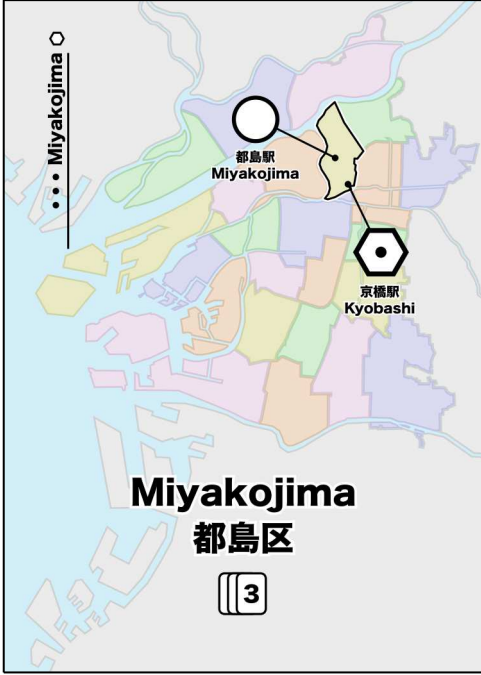 ••• Miyakojima
都島駅
Miyakojima
京橋駅
Kyobashi
Miyakojima
都島区
3